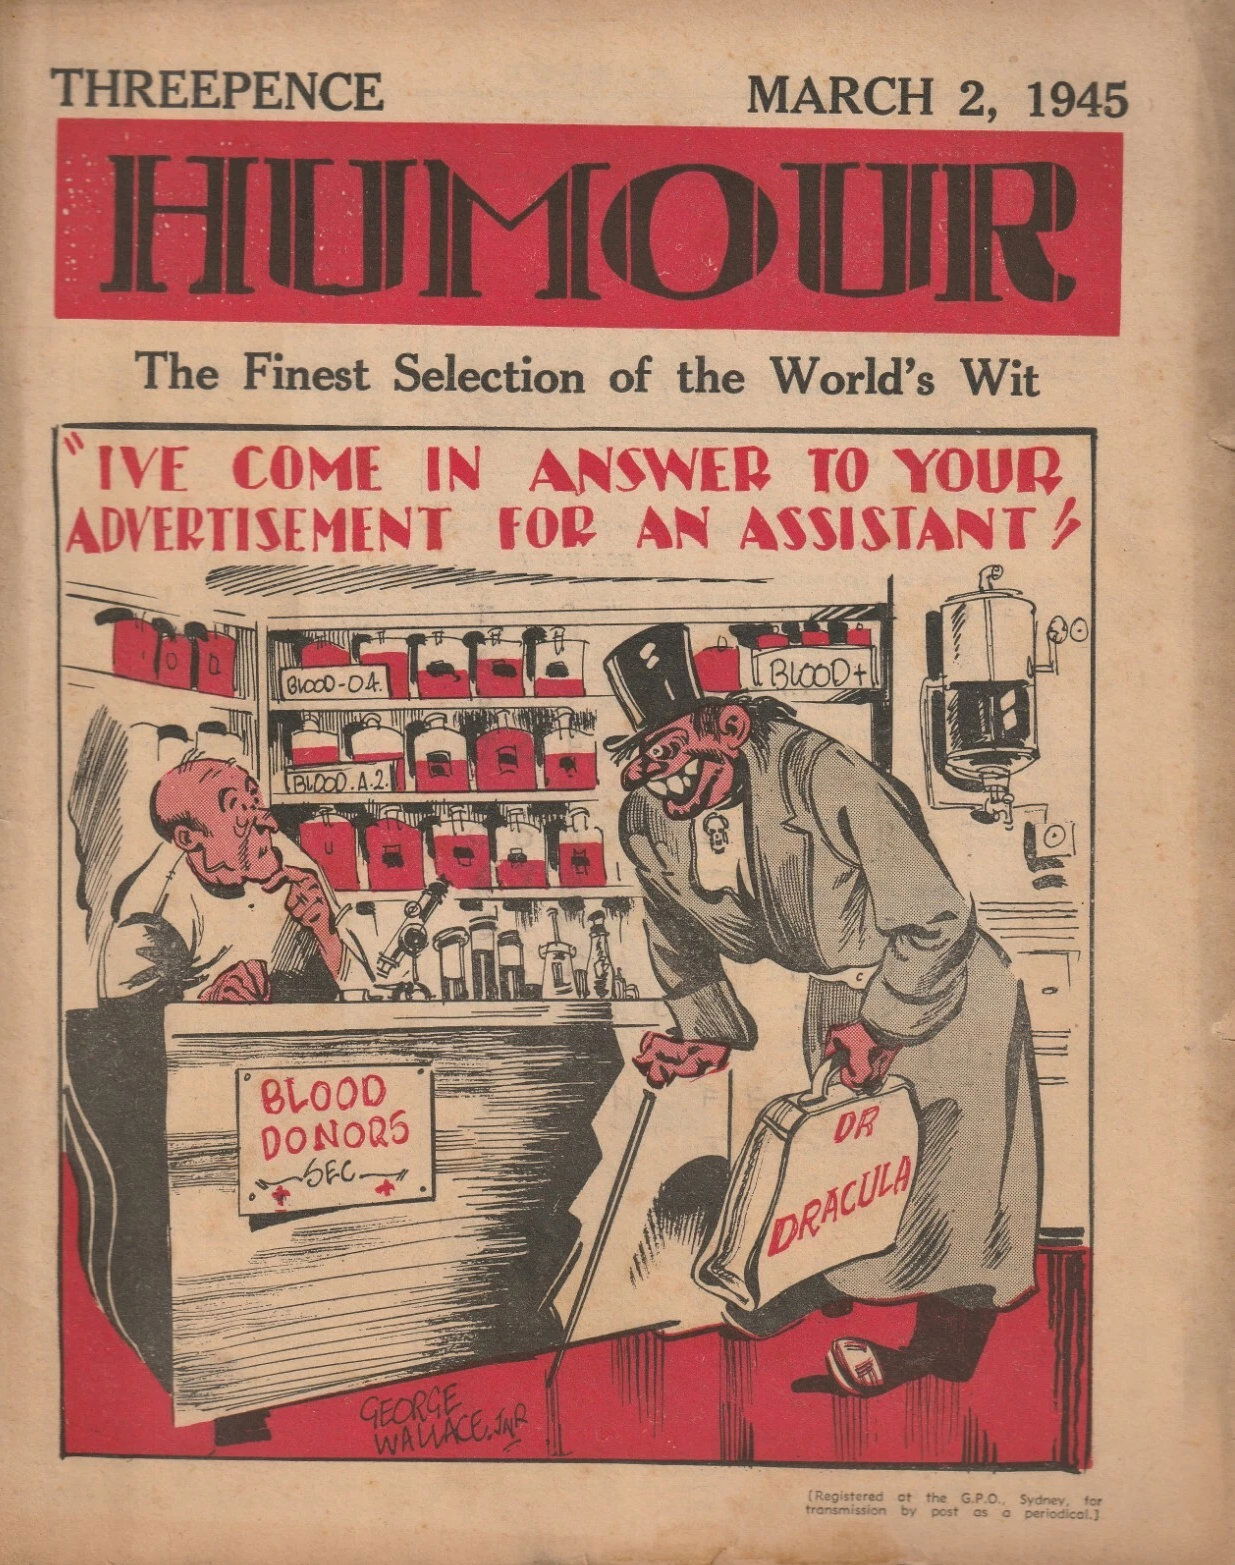 THREEPENCE MARCH 2, 1945
HUMOUR
The Finest Selection of the World's Wit
"IVE COME IN ANSWER TO YOUR
ADVERTISEMENT FOR AN ASSISTANT"
BLOOD-04.
BLOOD+
BLOOD.A.2.
BLOOD
DONORS
SEC
DR
DRACULA
GEORGE
WALLACE.JNR
[Registered at the G.P.O., Sydney, for
transmission by post as a periodical.]